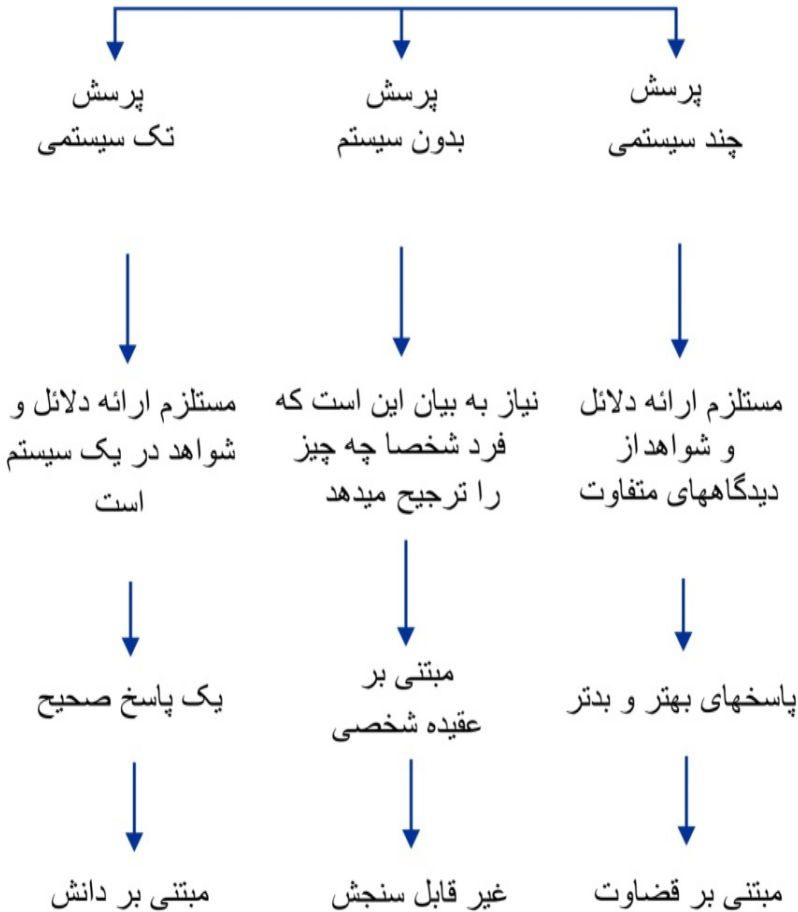 پرسش
چند سیستمی
پرسش
بدون سیستم
پرسش
تک سیستمی
مستلزم ارائه دلائل
و شواهداز
دیدگاههای متفاوت
نیاز به بیان این است که
فرد شخصا چه چیز
را ترجیح میدهد
مستلزم ارائه دلائل و
شواهد در یک سیستم
است
پاسخهای بهتر و بدتر
مبتنی بر
عقیده شخصی
یک پاسخ صحیح
مبتنی بر قضاوت
غیر قابل سنجش
مبتنی بر دانش